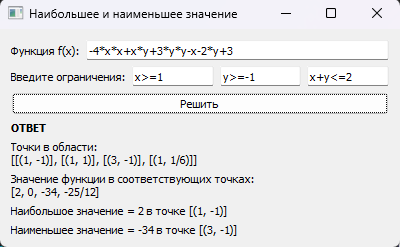 Наибольшее и наименьшее значение
Функция f(x): -4*x*x+x*y+3*y*y-x-2*y+3
Введите ограничения: x>=1 y>=-1 x+y<=2
Решить
ОТВЕТ
Точки в области:
[[(1, -1)], [(1, 1)], [(3, -1)], [(1, 1/6)]]
Значение функции в соответствующих точках:
[2, 0, -34, -25/12]
Наибольшое значение = 2 в точке [(1, -1)]
Наименьшее значение = -34 в точке [(3, -1)]